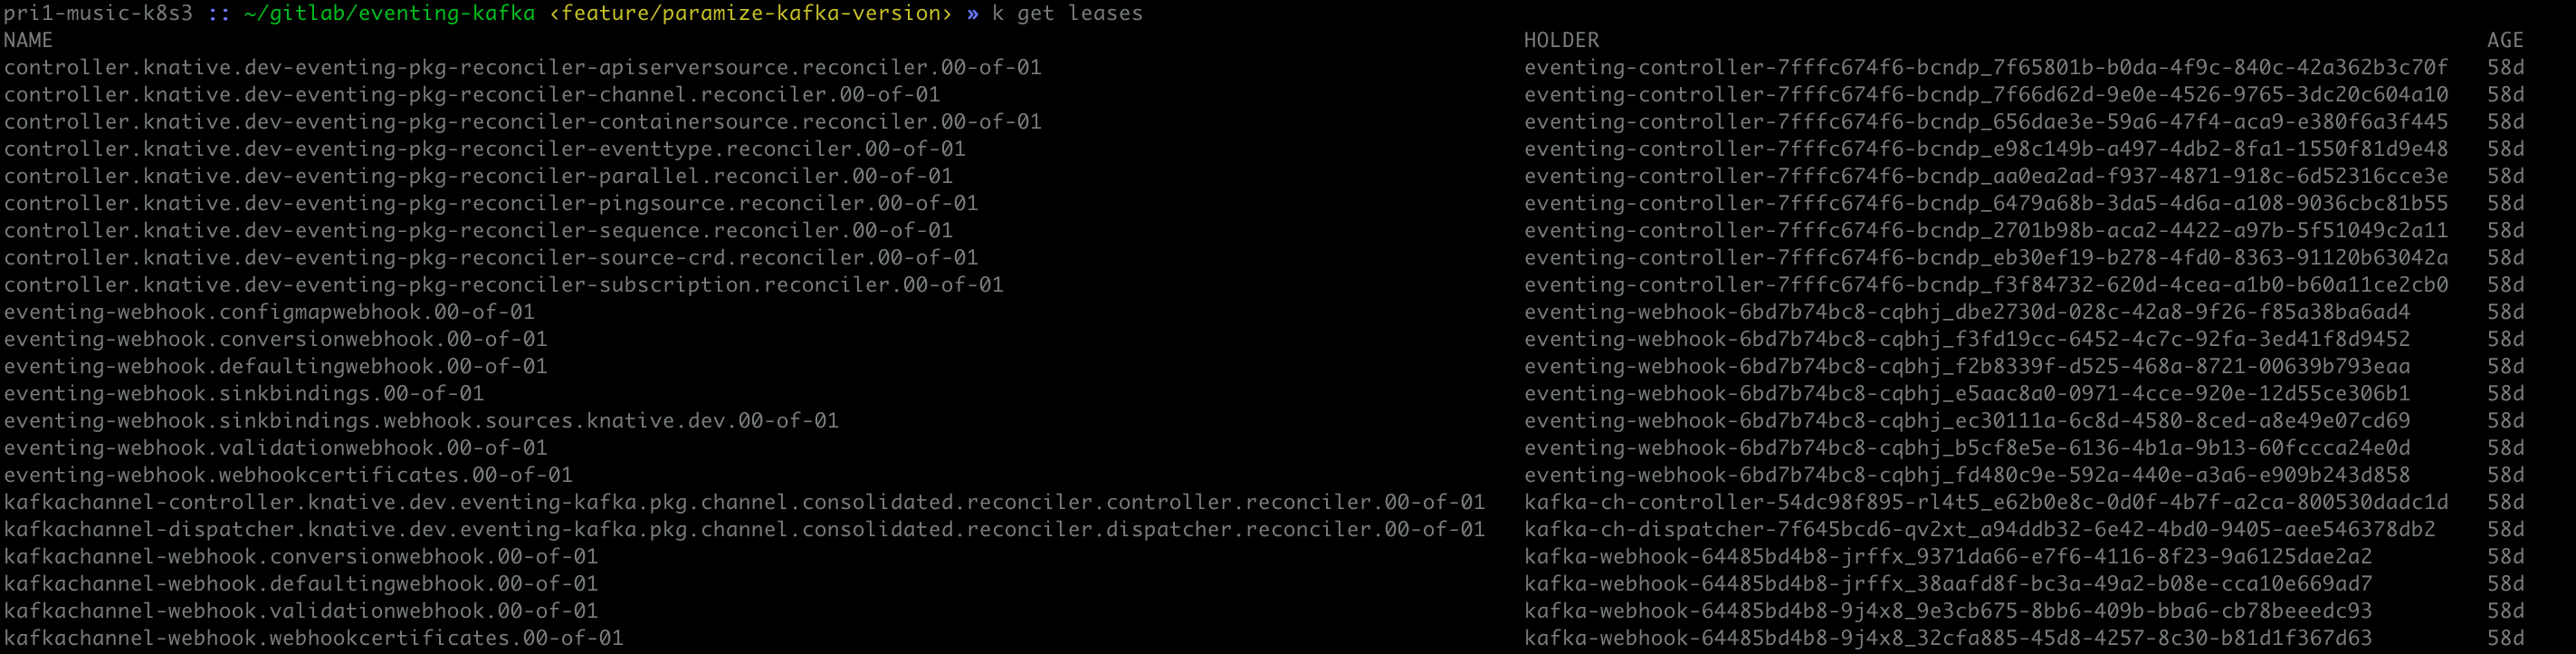 pri1-music-k8s3 :: ~/gitlab/eventing-kafka ‹feature/paramize-kafka-version› » k get leases
NAME HOLDER AGE
controller.knative.dev-eventing-pkg-reconciler-apiserversource.reconciler.00-of-01 eventing-controller-7fffc674f6-bcndp_7f65801b-b0da-4f9c-840c-42a362b3c70f 58d
controller.knative.dev-eventing-pkg-reconciler-channel.reconciler.00-of-01 eventing-controller-7fffc674f6-bcndp_7f66d62d-9e0e-4526-9765-3dc20c604a10 58d
controller.knative.dev-eventing-pkg-reconciler-containersource.reconciler.00-of-01 eventing-controller-7fffc674f6-bcndp_656dae3e-59a6-47f4-aca9-e380f6a3f445 58d
controller.knative.dev-eventing-pkg-reconciler-eventtype.reconciler.00-of-01 eventing-controller-7fffc674f6-bcndp_e98c149b-a497-4db2-8fa1-1550f81d9e48 58d
controller.knative.dev-eventing-pkg-reconciler-parallel.reconciler.00-of-01 eventing-controller-7fffc674f6-bcndp_aa0ea2ad-f937-4871-918c-6d52316cce3e 58d
controller.knative.dev-eventing-pkg-reconciler-pingsource.reconciler.00-of-01 eventing-controller-7fffc674f6-bcndp_6479a68b-3da5-4d6a-a108-9036cbc81b55 58d
controller.knative.dev-eventing-pkg-reconciler-sequence.reconciler.00-of-01 eventing-controller-7fffc674f6-bcndp_2701b98b-aca2-4422-a97b-5f51049c2a11 58d
controller.knative.dev-eventing-pkg-reconciler-source-crd.reconciler.00-of-01 eventing-controller-7fffc674f6-bcndp_eb30ef19-b278-4fd0-8363-91120b63042a 58d
controller.knative.dev-eventing-pkg-reconciler-subscription.reconciler.00-of-01 eventing-controller-7fffc674f6-bcndp_f3f84732-620d-4cea-a1b0-b60a11ce2cb0 58d
eventing-webhook.configmapwebhook.00-of-01 eventing-webhook-6bd7b74bc8-cqbhj_dbe2730d-028c-42a8-9f26-f85a38ba6ad4 58d
eventing-webhook.conversionwebhook.00-of-01 eventing-webhook-6bd7b74bc8-cqbhj_f3fd19cc-6452-4c7c-92fa-3ed41f8d9452 58d
eventing-webhook.defaultingwebhook.00-of-01 eventing-webhook-6bd7b74bc8-cqbhj_f2b8339f-d525-468a-8721-00639b793eaa 58d
eventing-webhook.sinkbindings.00-of-01 eventing-webhook-6bd7b74bc8-cqbhj_e5aac8a0-0971-4cce-920e-12d55ce306b1 58d
eventing-webhook.sinkbindings.webhook.sources.knative.dev.00-of-01 eventing-webhook-6bd7b74bc8-cqbhj_ec30111a-6c8d-4580-8ced-a8e49e07cd69 58d
eventing-webhook.validationwebhook.00-of-01 eventing-webhook-6bd7b74bc8-cqbhj_b5cf8e5e-6136-4b1a-9b13-60fccca24e0d 58d
eventing-webhook.webhookcertificates.00-of-01 eventing-webhook-6bd7b74bc8-cqbhj_fd480c9e-592a-440e-a3a6-e909b243d858 58d
kafkachannel-controller.knative.dev.eventing-kafka.pkg.channel.consolidated.reconciler.controller.reconciler.00-of-01 kafka-ch-controller-54dc98f895-rl4t5_e62b0e8c-0d0f-4b7f-a2ca-800530dadc1d 58d
kafkachannel-dispatcher.knative.dev.eventing-kafka.pkg.channel.consolidated.reconciler.dispatcher.reconciler.00-of-01 kafka-ch-dispatcher-7f645bcd6-qv2xt_a94ddb32-6e42-4bd0-9405-aee546378db2 58d
kafkachannel-webhook.conversionwebhook.00-of-01 kafka-webhook-64485bd4b8-jrffx_9371da66-e7f6-4116-8f23-9a6125dae2a2 58d
kafkachannel-webhook.defaultingwebhook.00-of-01 kafka-webhook-64485bd4b8-jrffx_38aafd8f-bc3a-49a2-b08e-cca10e669ad7 58d
kafkachannel-webhook.validationwebhook.00-of-01 kafka-webhook-64485bd4b8-9j4x8_9e3cb675-8bb6-409b-bba6-cb78beeedc93 58d
kafkachannel-webhook.webhookcertificates.00-of-01 kafka-webhook-64485bd4b8-9j4x8_32cfa885-45d8-4257-8c30-b81d1f367d63 58d